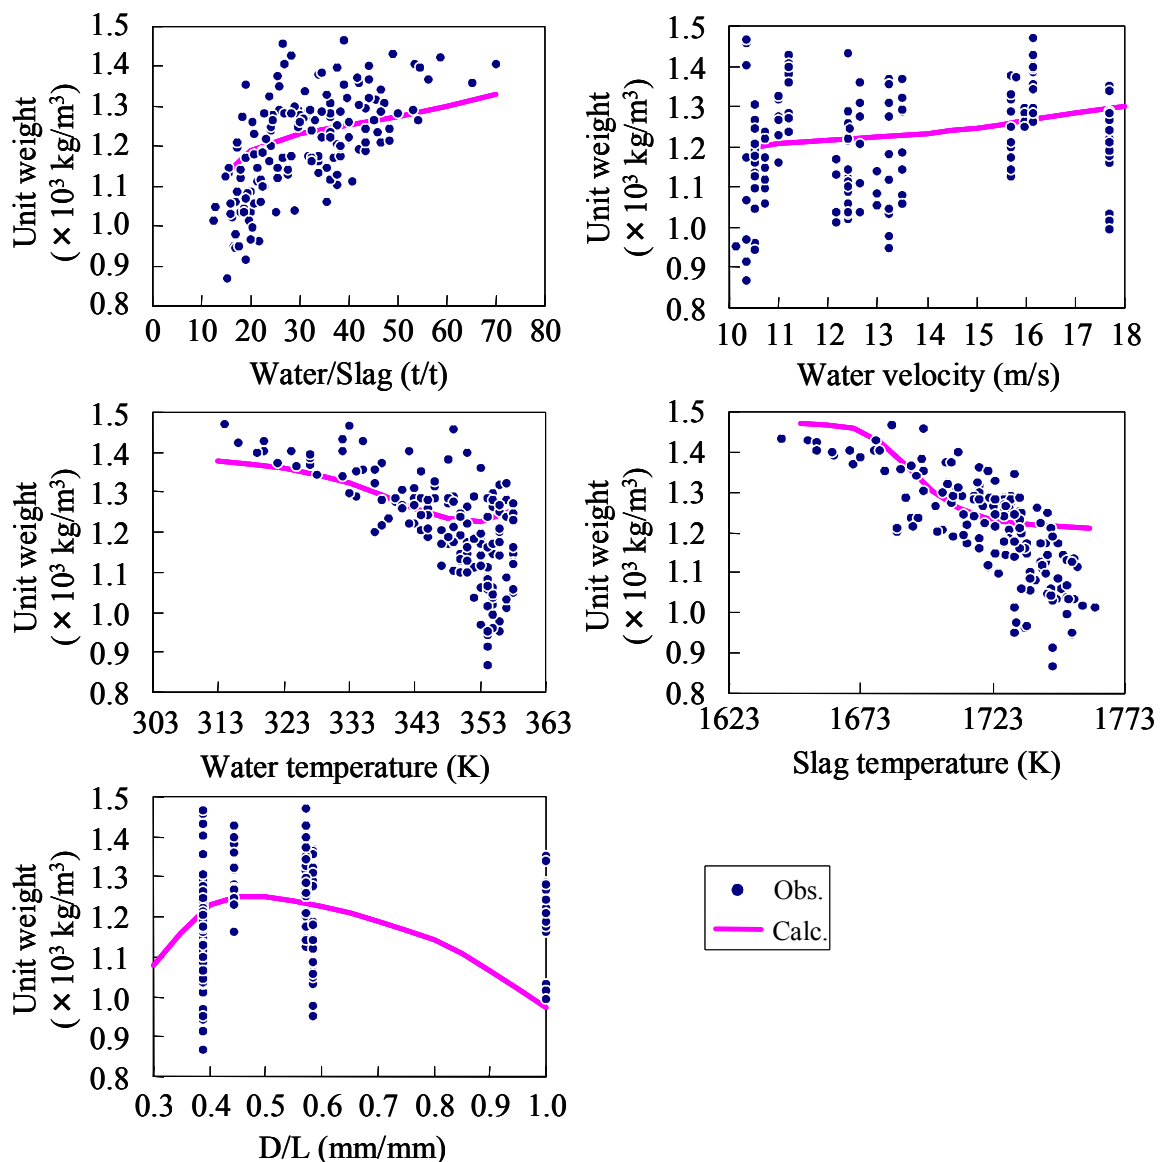 1.5
1.4
1.3
1.2
1.1
1.0
0.9
0.8
Unit weight
(×10³ kg/m³)
0 10 20 30 40 50 60 70 80
Water/Slag (t/t)
1.5
1.4
1.3
1.2
1.1
1.0
0.9
0.8
Unit weight
(×10³ kg/m³)
10 11 12 13 14 15 16 17 18
Water velocity (m/s)
1.5
1.4
1.3
1.2
1.1
1.0
0.9
0.8
Unit weight
(×10³ kg/m³)
303 313 323 333 343 353 363
Water temperature (K)
1.5
1.4
1.3
1.2
1.1
1.0
0.9
0.8
Unit weight
(×10³ kg/m³)
1623 1673 1723 1773
Slag temperature (K)
1.5
1.4
1.3
1.2
1.1
1.0
0.9
0.8
Unit weight
(×10³ kg/m³)
0.3 0.4 0.5 0.6 0.7 0.8 0.9 1.0
D/L (mm/mm)
Obs.
Calc.